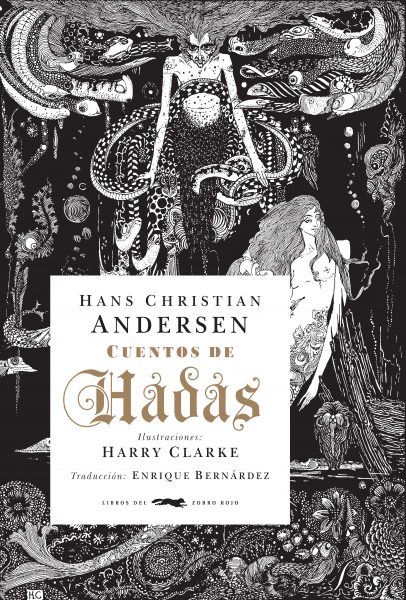 HANS CHRISTIAN
ANDERSEN
CUENTOS DE
Hadas
Ilustraciones:
HARRY CLARKE
Traducción: ENRIQUE BERNÁRDEZ
LIBROS DEL ZORRO ROJO
H.C